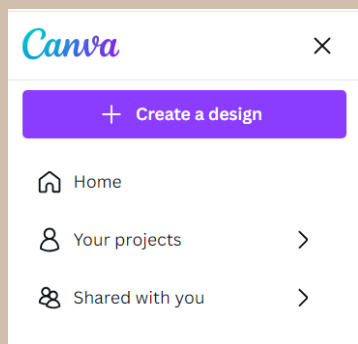 Canva
Create a design
Home
Your projects
Shared with you